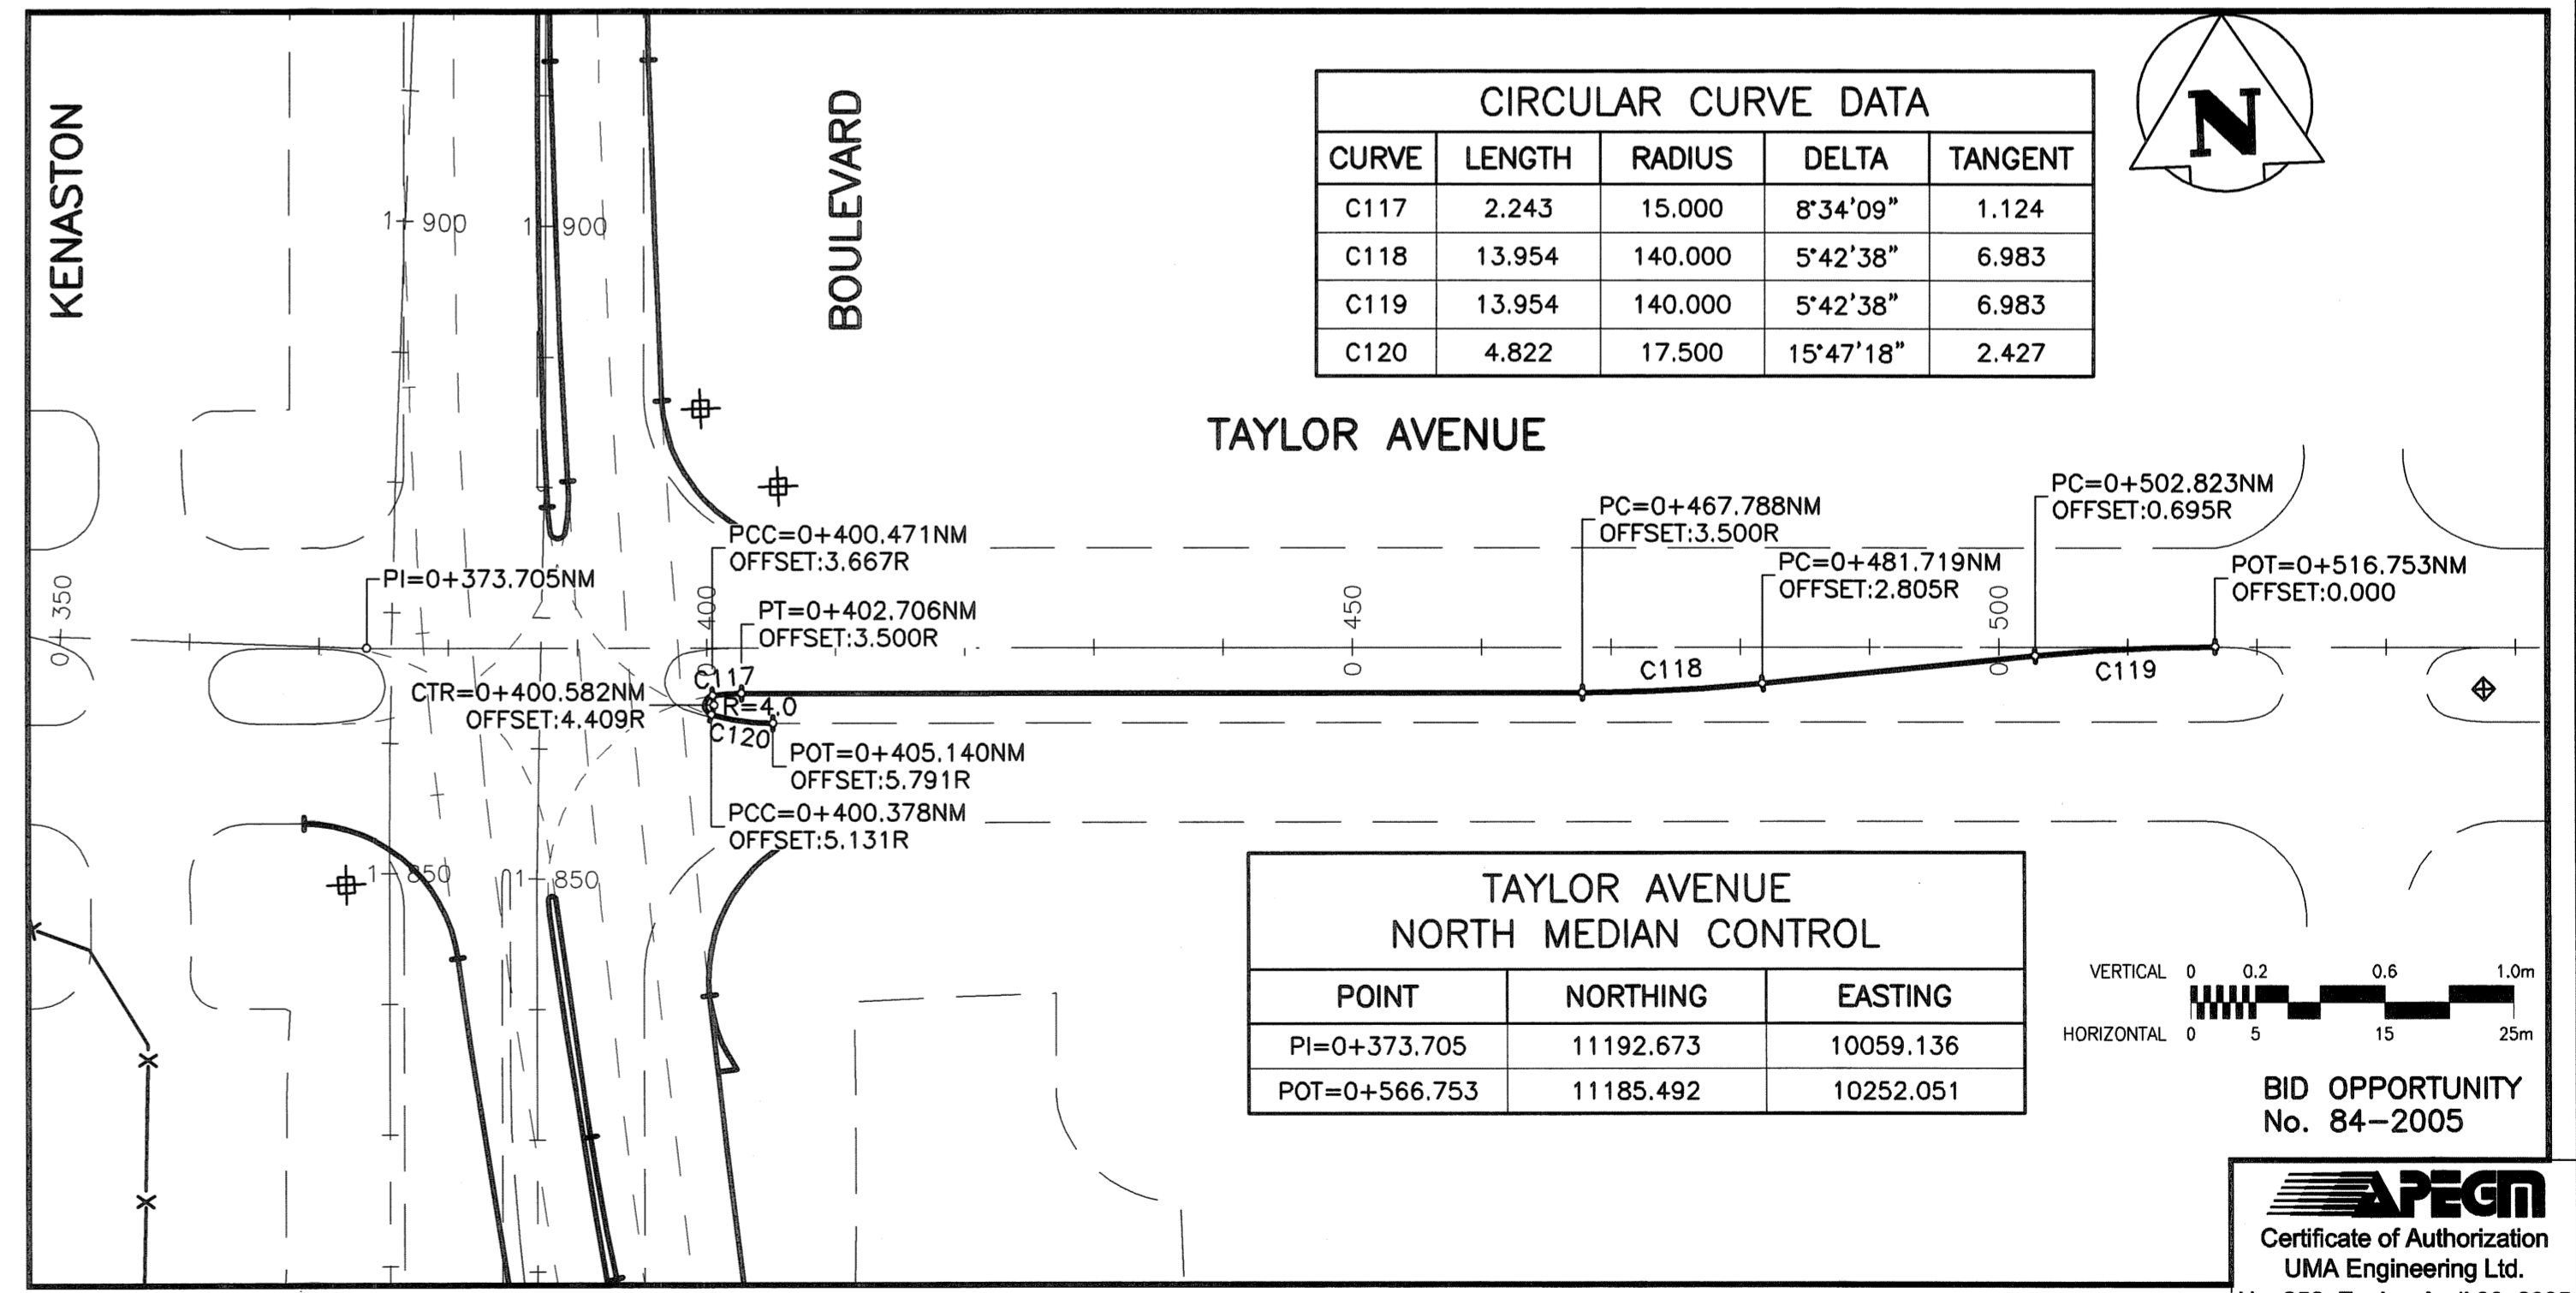 KENASTON
BOULEVARD
CIRCULAR CURVE DATA
CURVE LENGTH RADIUS DELTA TANGENT
C117 2.243 15.000 8°34'09" 1.124
C118 13.954 140.000 5°42'38" 6.983
C119 13.954 140.000 5°42'38" 6.983
C120 4.822 17.500 15°47'18" 2.427
N
1 900
1 900
TAYLOR AVENUE
PCC=0+400.471NM
OFFSET:3.667R
PI=0+373.705NM
PT=0+402.706NM
OFFSET:3.500R
PC=0+467.788NM
OFFSET:3.500R
PC=0+481.719NM
OFFSET:2.805R
PC=0+502.823NM
OFFSET:0.695R
POT=0+516.753NM
OFFSET:0.000
0 350
0 400
0 450
0 500
C117
C118
C119
CTR=0+400.582NM
OFFSET:4.409R
R=4.0
C120
POT=0+405.140NM
OFFSET:5.791R
PCC=0+400.378NM
OFFSET:5.131R
1 850
1 850
TAYLOR AVENUE
NORTH MEDIAN CONTROL
POINT NORTHING EASTING
PI=0+373.705 11192.673 10059.136
POT=0+566.753 11185.492 10252.051
VERTICAL 0 0.2 0.6 1.0m
HORIZONTAL 0 5 15 25m
BID OPPORTUNITY
No. 84-2005
APEGM
Certificate of Authorization
UMA Engineering Ltd.